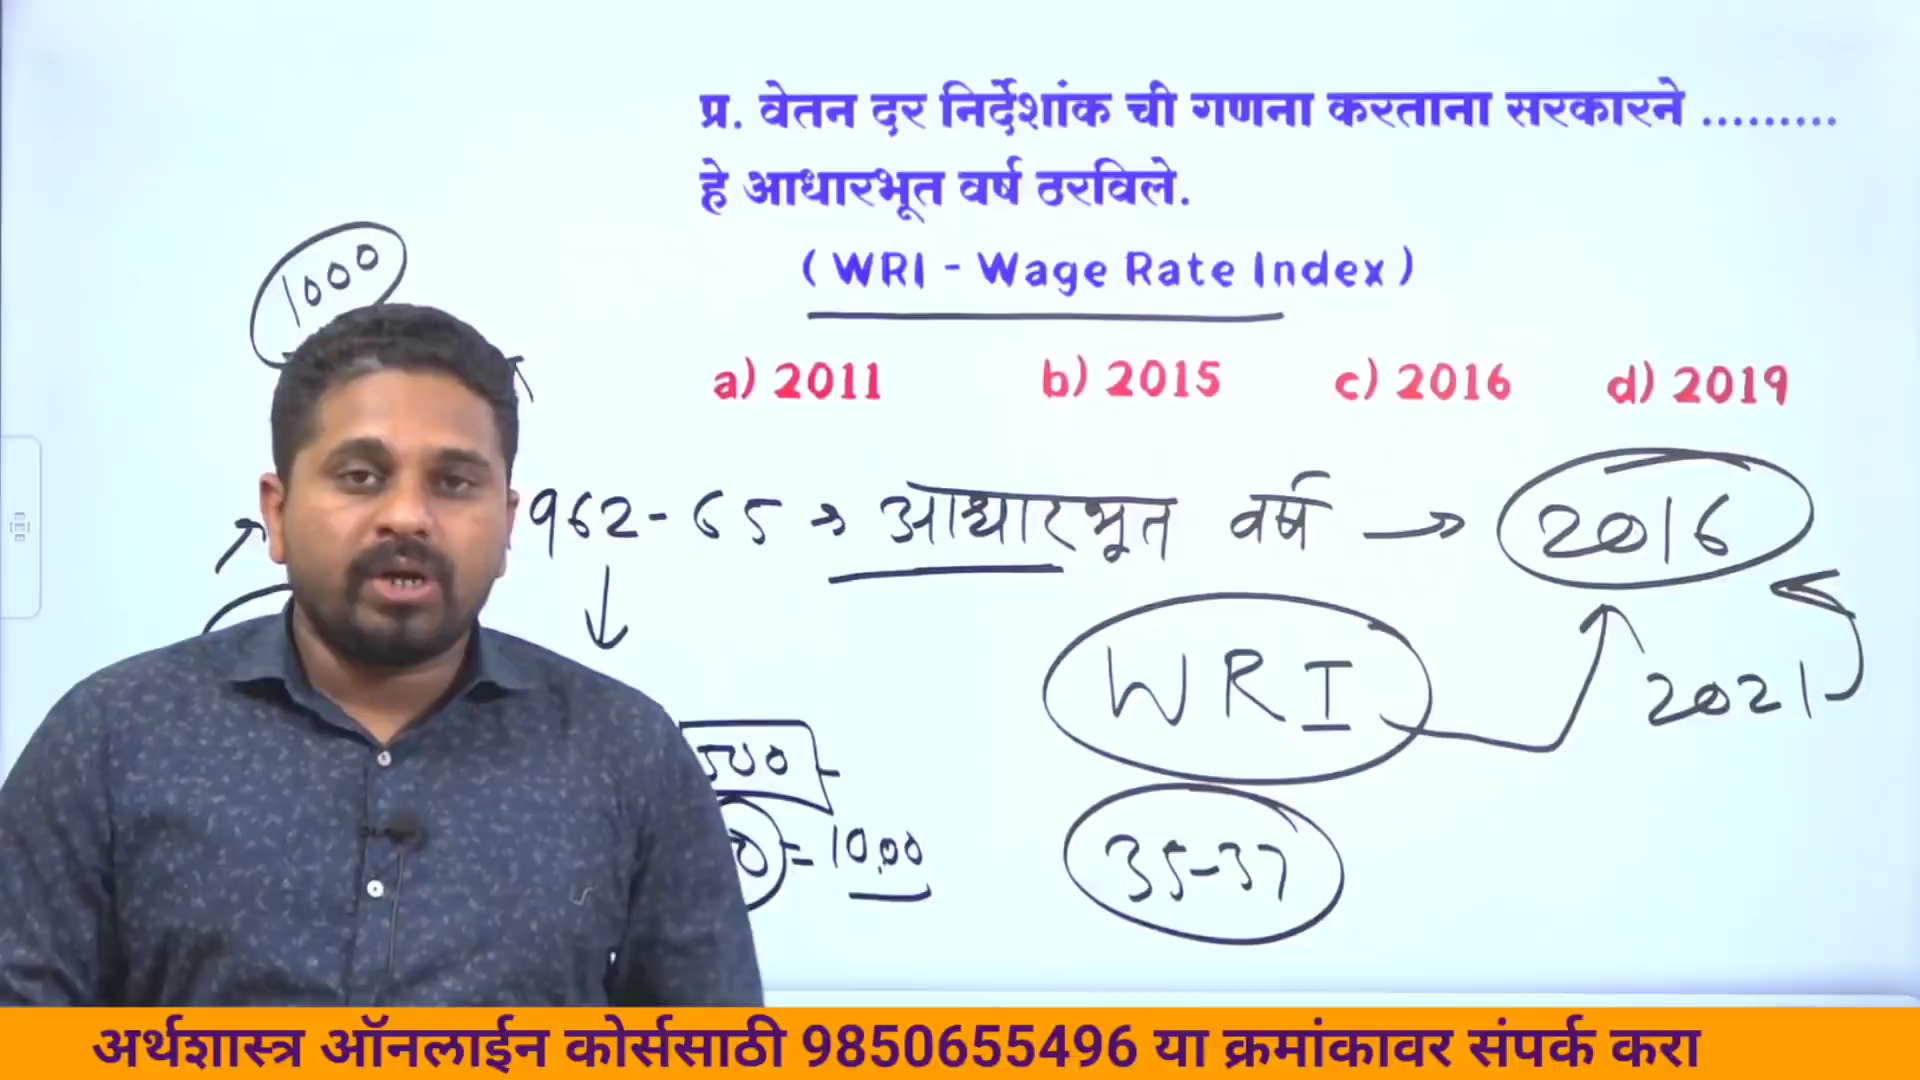 प्र. वेतन दर निर्देशांक ची गणना करताना सरकारने .........
हे आधारभूत वर्ष ठरविले.
(WRI - Wage Rate Index)
a) 2011 b) 2015 c) 2016 d) 2019
1000
962-65 → आधारभूत वर्ष → 2016
WRI
2021
500
= 1000
35-37
अर्थशास्त्र ऑनलाईन कोर्ससाठी 9850655496 या क्रमांकावर संपर्क करा